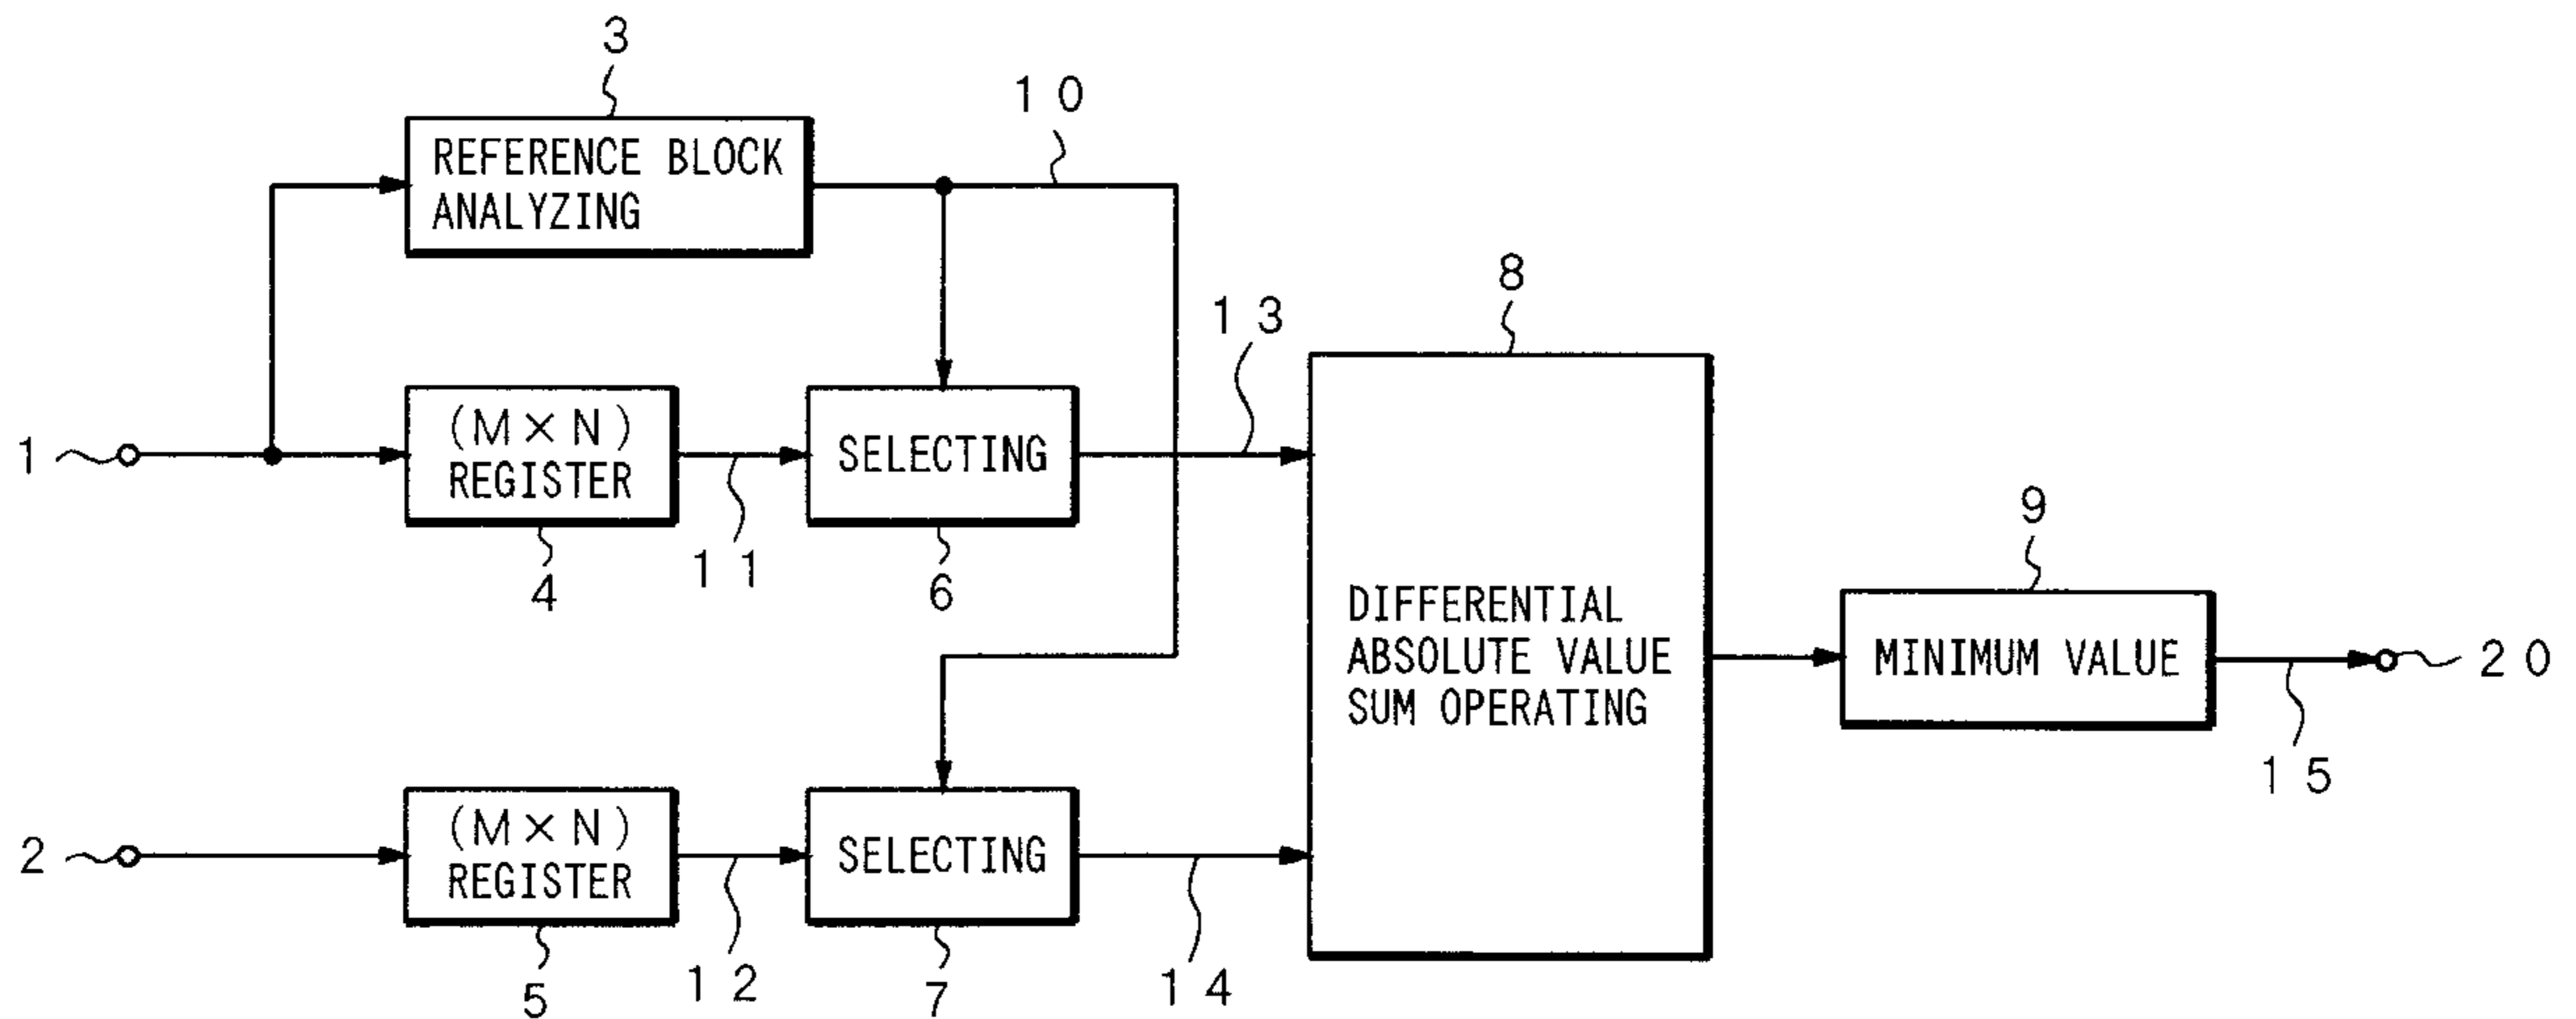 3
10
REFERENCE BLOCK
ANALYZING
8
13
(M×N)
REGISTER
SELECTING
1
9
11
4
6
DIFFERENTIAL
ABSOLUTE VALUE
SUM OPERATING
MINIMUM VALUE
20
15
(M×N)
REGISTER
SELECTING
2
12
14
5
7